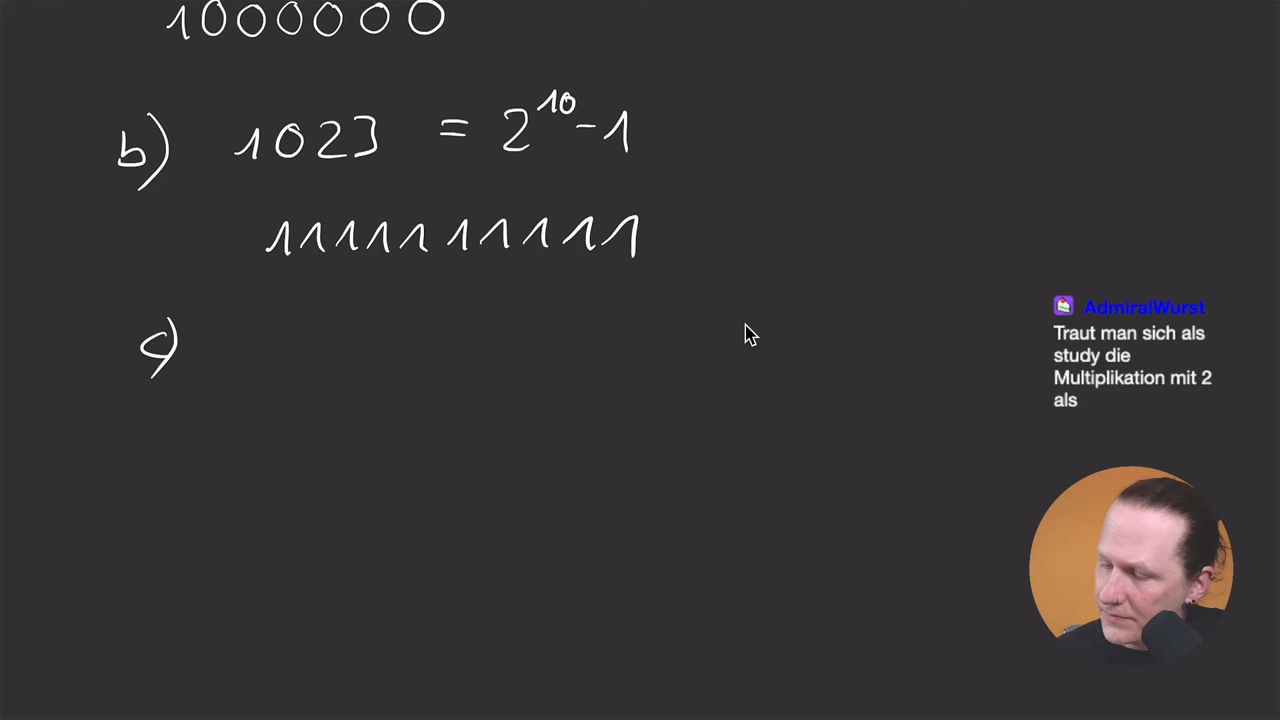 1000000
b) 1023 = 2^10 - 1
1111111111
c)
AdmiralWurst
Traut man sich als
study die
Multiplikation mit 2
als